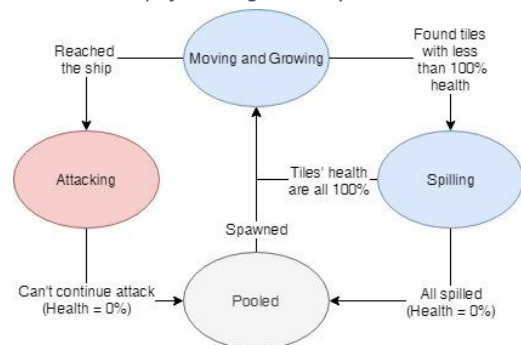 Reached
the ship
Moving and Growing
Found tiles
with less
than 100%
health
Attacking
Tiles' health
are all 100%
Spilling
Spawned
Can't continue attack
(Health = 0%)
Pooled
All spilled
(Health = 0%)